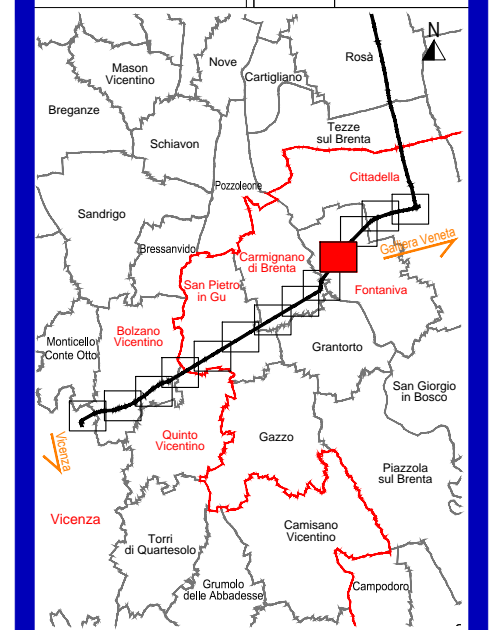 N
Rosà
Nove
Mason
Vicentino
Cartigliano
Breganze
Tezze
sul Brenta
Schiavon
Cittadella
Pozzoleone
Sandrigo
Galliera Veneta
Bressanvido
Carmignano
di Brenta
San Pietro
in Gu
Fontaniva
Bolzano
Vicentino
Monticello
Conte Otto
Grantorto
San Giorgio
in Bosco
Vicenza
Quinto
Vicentino
Gazzo
Piazzola
sul Brenta
Vicenza
Camisano
Vicentino
Torri
di Quartesolo
Grumolo
delle Abbadesse
Campodoro